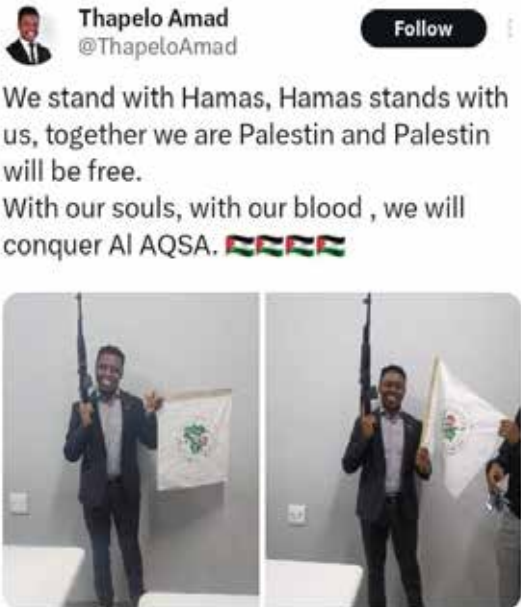 Thapelo Amad
@ThapeloAmad
Follow
We stand with Hamas, Hamas stands with
us, together we are Palestin and Palestin
will be free.
With our souls, with our blood , we will
conquer Al AQSA. 🇵🇸🇵🇸🇵🇸🇵🇸